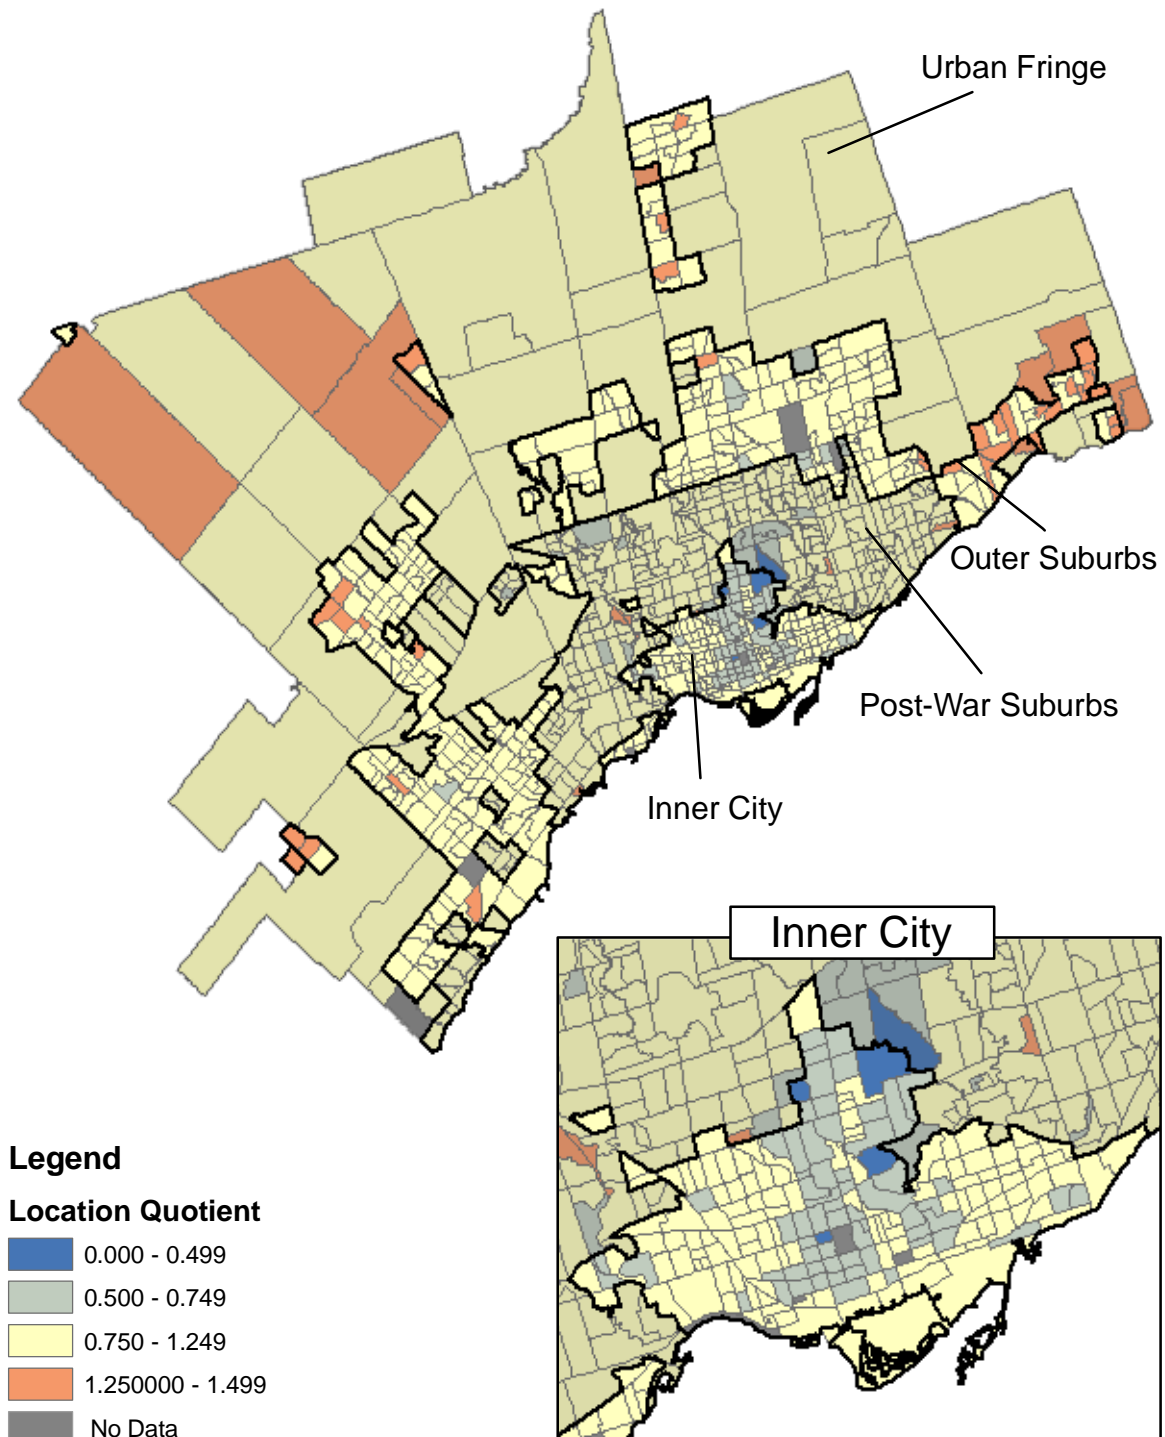 Urban Fringe
Outer Suburbs
Post-War Suburbs
Inner City
Inner City
Legend
Location Quotient
0.000 - 0.499
0.500 - 0.749
0.750 - 1.249
1.250000 - 1.499
No Data